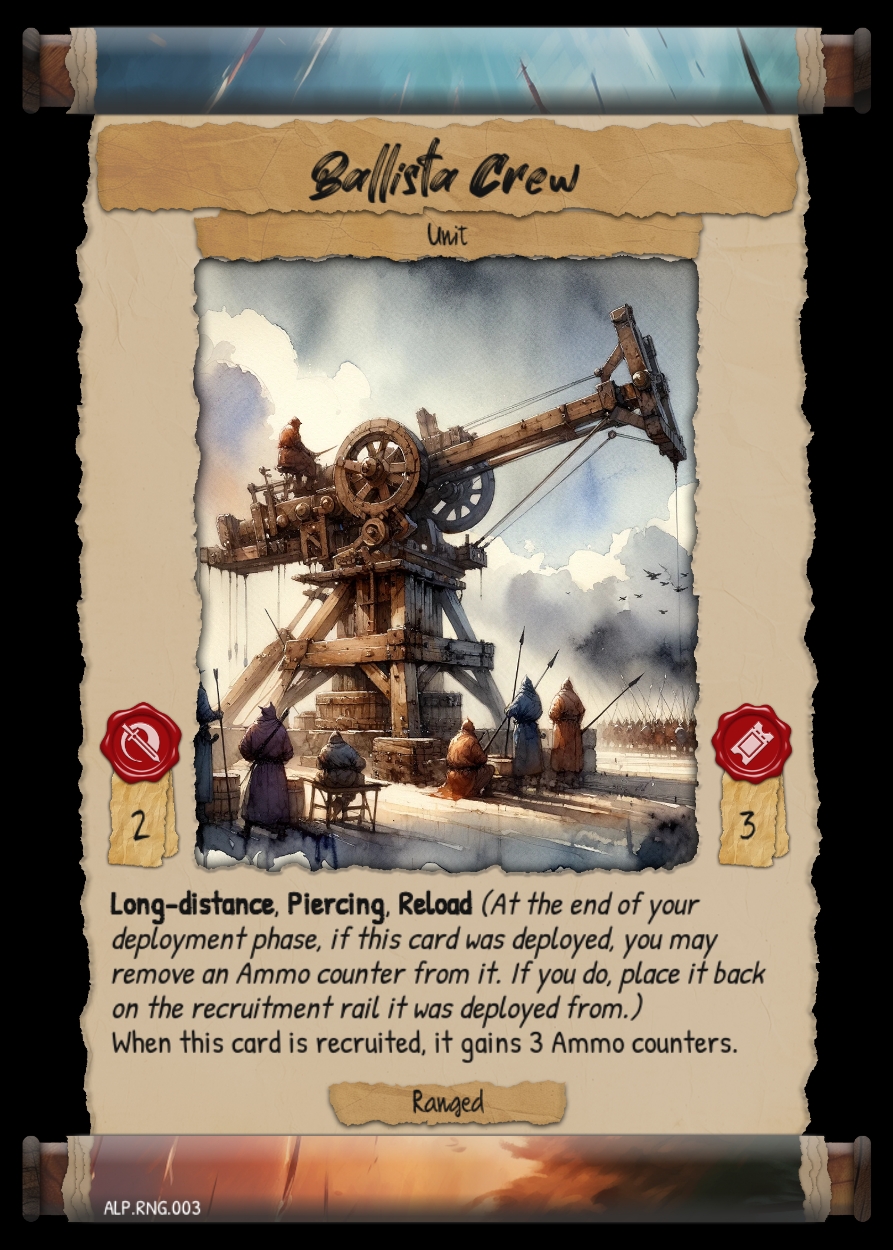 Ballista Crew
Unit
2
3
Long-distance, Piercing, Reload (At the end of your
deployment phase, if this card was deployed, you may
remove an Ammo counter from it. If you do, place it back
on the recruitment rail it was deployed from.)
When this card is recruited, it gains 3 Ammo counters.
Ranged
ALP.RNG.003